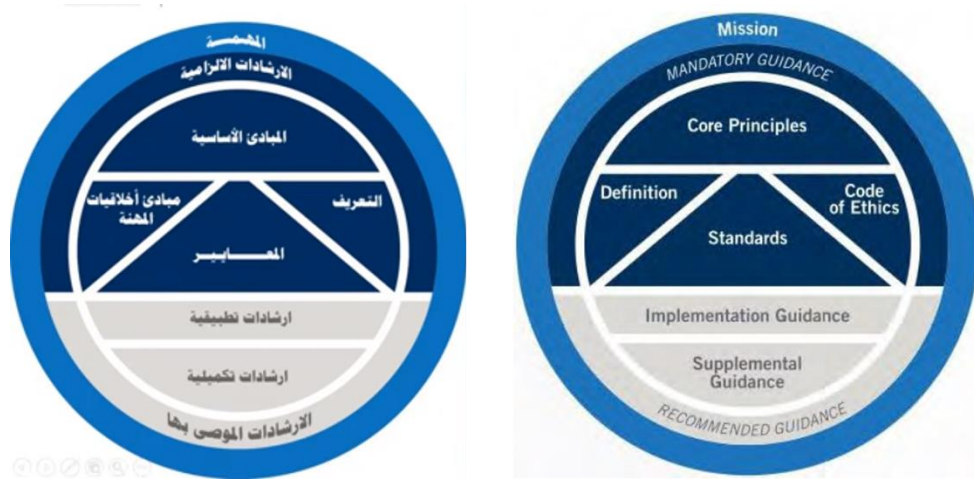 المهمة
الارشادات الالزامية
المبادئ الأساسية
مبادئ أخلاقيات
المهنة
التعريف
المعايير
ارشادات تطبيقية
ارشادات تكميلية
الارشادات الموصى بها
Mission
MANDATORY GUIDANCE
Core Principles
Definition
Code
of Ethics
Standards
Implementation Guidance
Supplemental
Guidance
RECOMMENDED GUIDANCE